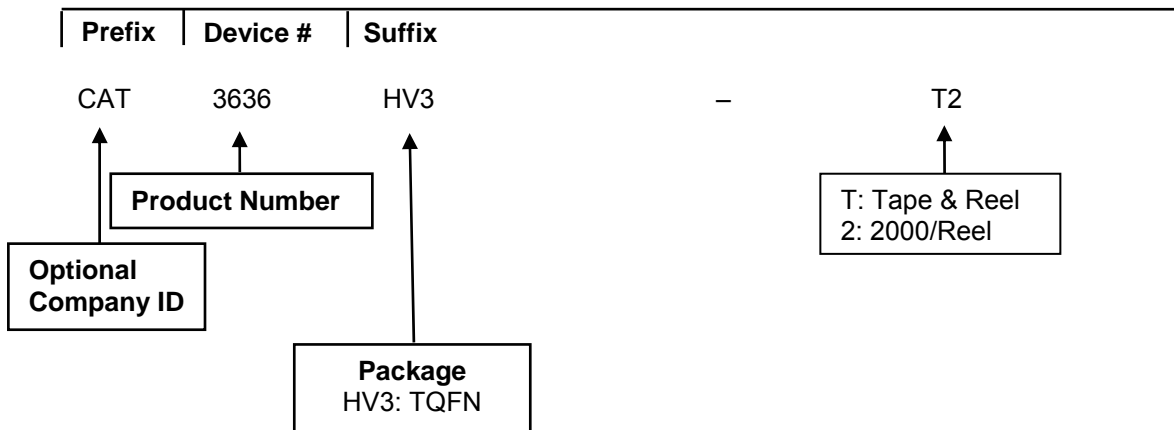 Prefix Device # Suffix
CAT 3636 HV3 – T2
Product Number
T: Tape & Reel
2: 2000/Reel
Optional
Company ID
Package
HV3: TQFN